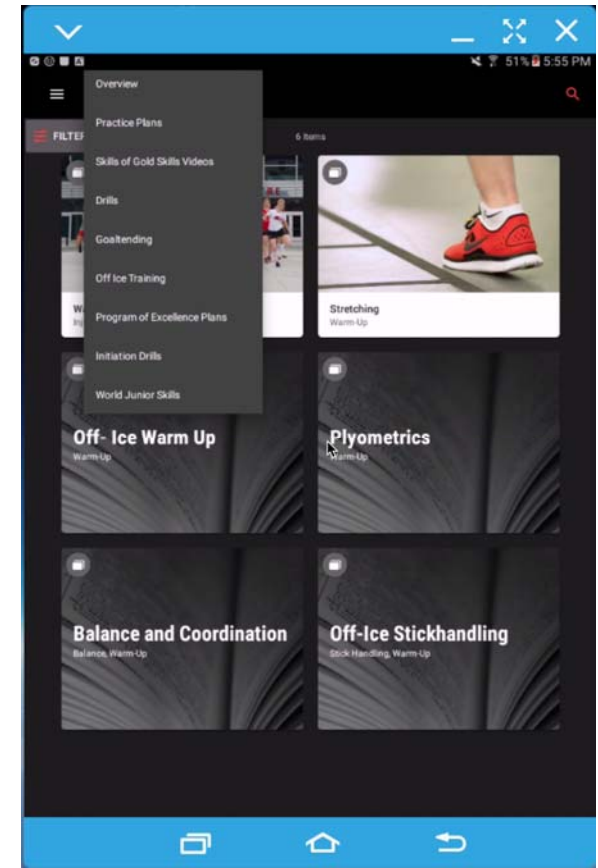 51% 5:55 PM
Overview
Practice Plans
Skills of Gold Skills Videos
Drills
Goaltending
Off Ice Training
Program of Excellence Plans
Initiation Drills
World Junior Skills
6 Items
Stretching
Warm-Up
Off- Ice Warm Up
Warm-Up
Plyometrics
Warm-Up
Balance and Coordination
Balance, Warm-Up
Off-Ice Stickhandling
Stick Handling, Warm-Up